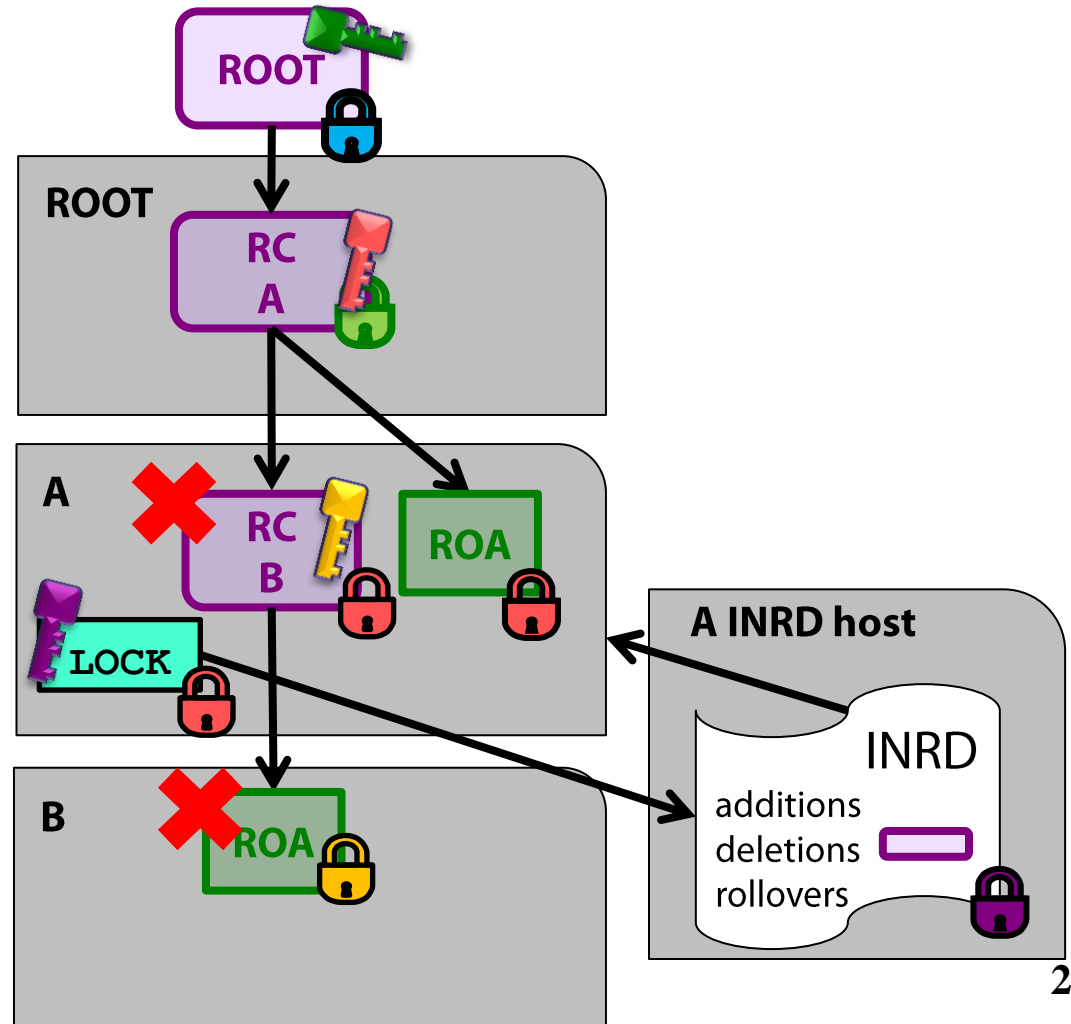 ROOT
ROOT
RC
A
A
RC
B
ROA
LOCK
A INRD host
INRD
additions
deletions
rollovers
B
ROA
2